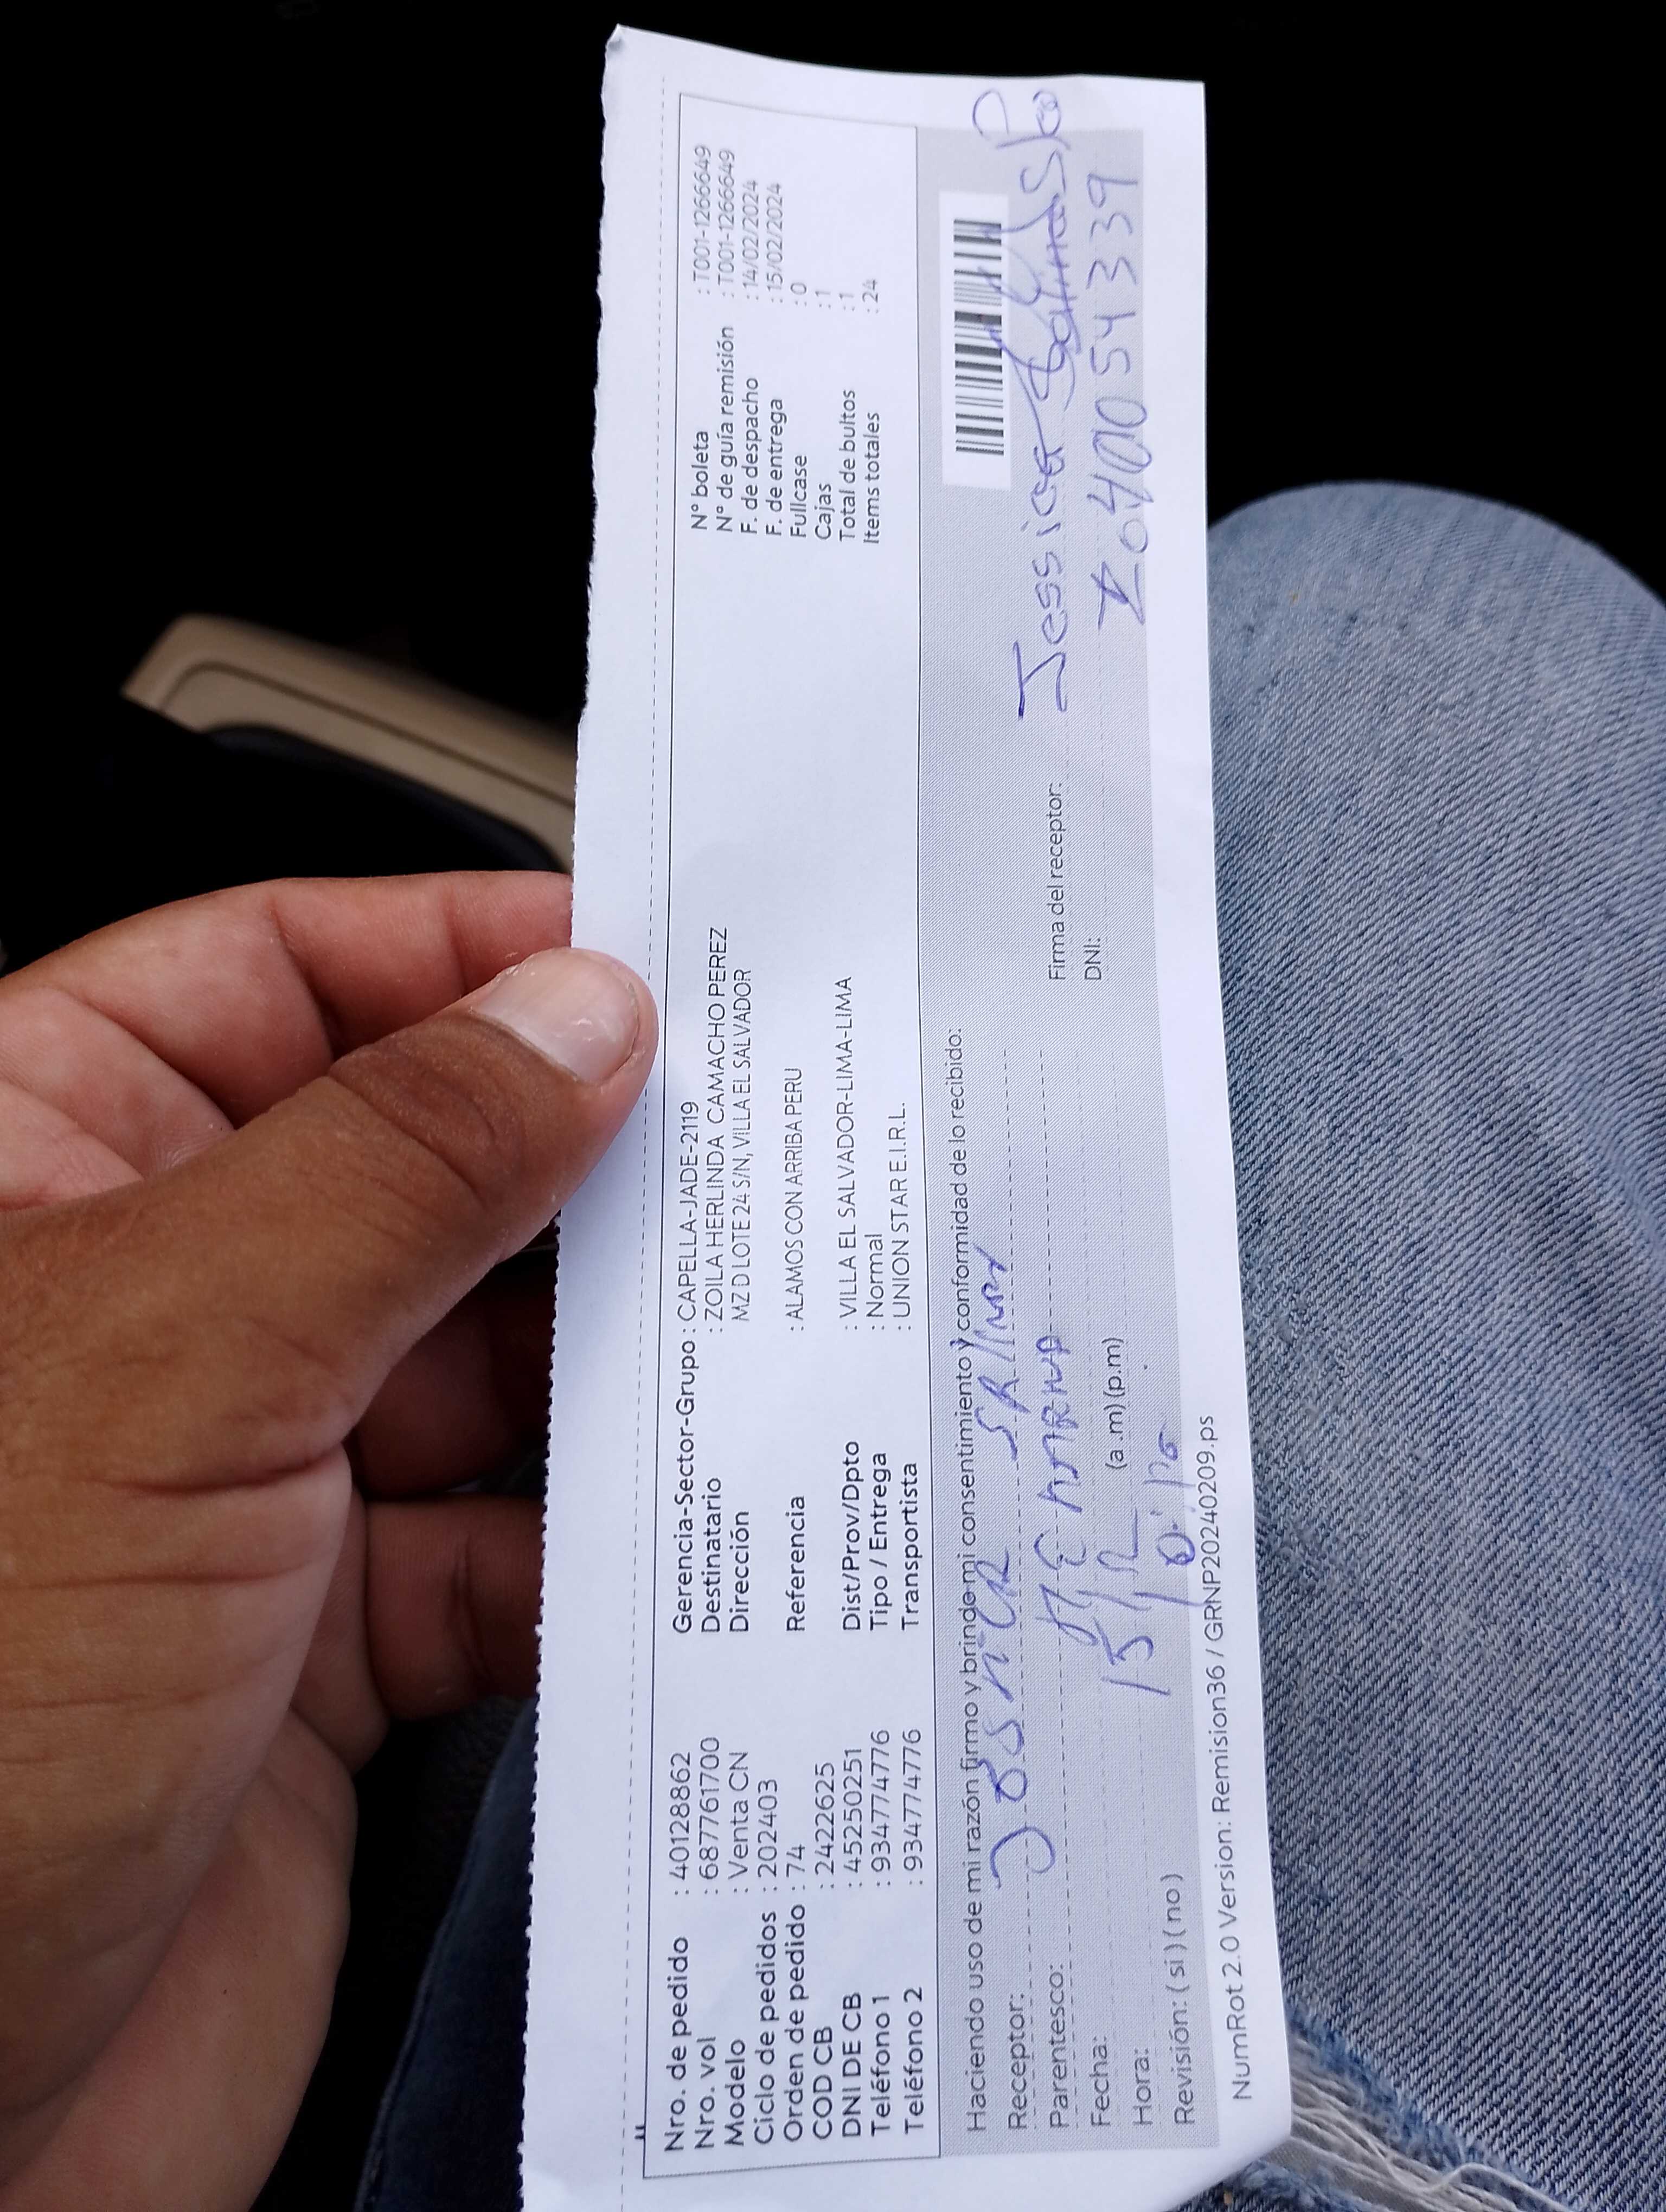 Nro. de pedido : 40128862
Nro. vol : 6877761700
Modelo : Venta CN
Ciclo de pedidos : 202403
Orden de pedido : 74
COD CB : 2422625
DNI DE CB : 45250251
Teléfono 1 : 934774776
Teléfono 2 : 934774776
Gerencia-Sector-Grupo : CAPELLA-JADE-2119
Destinatario : ZOILA HERLINDA CAMACHO PEREZ
Dirección MZ D LOTE 24 S/N, VILLA EL SALVADOR
Referencia : ALAMOS CON ARRIBA PERU
Dist/Prov/Dpto : VILLA EL SALVADOR-LIMA-LIMA
Tipo / Entrega : Normal
Transportista : UNION STAR E.I.R.L.
N° boleta : T001-1266649
N° de guía remisión : T001-1266649
F. de despacho : 14/02/2024
F. de entrega : 15/02/2024
Fullcase : 0
Cajas : 1
Total de bultos : 1
Items totales : 24
Haciendo uso de mi razón firmo y brindo mi consentimiento y conformidad de lo recibido:
Receptor:
Parentesco:
Fecha: 15/2 (a.m) (p.m)
Hora:
Revisión: ( si ) ( no )
Firma del receptor: Jessica
DNI:
NumRot 2.0 Version: Remision36 / GRNP20240209.ps